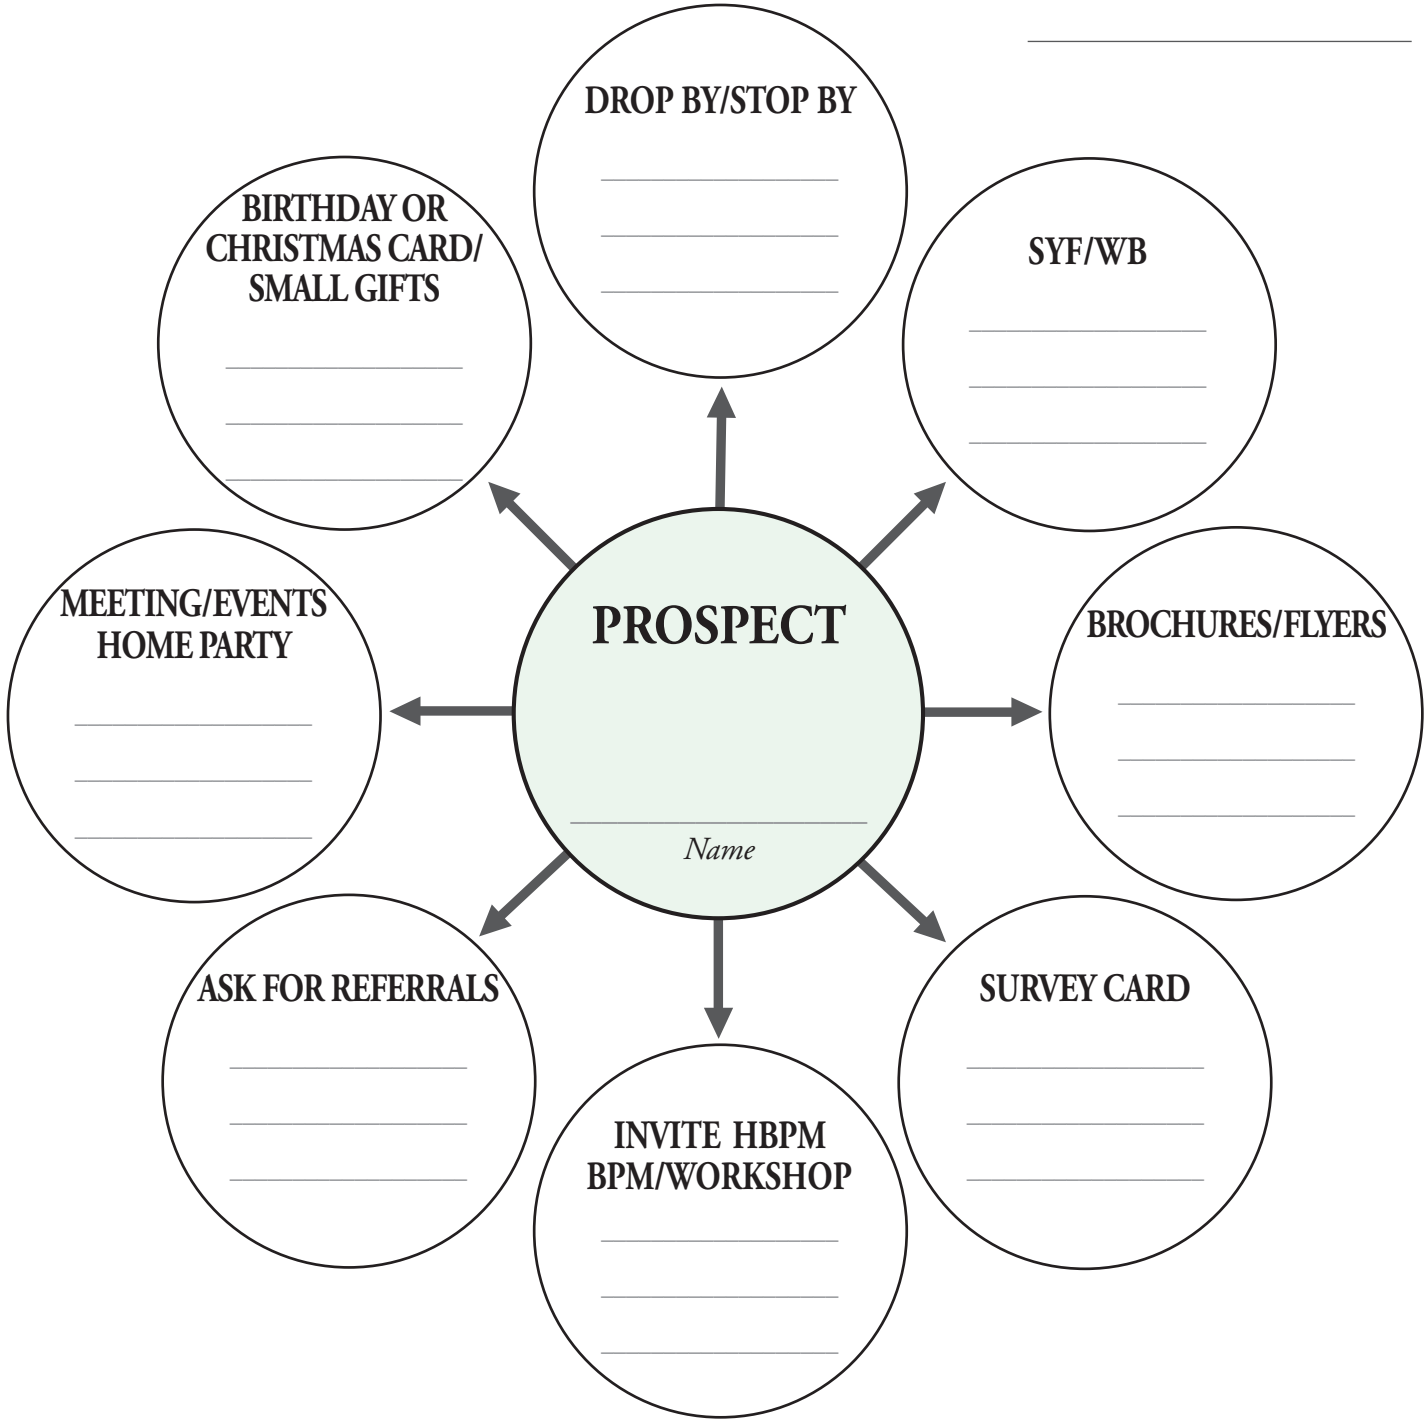 DROP BY/STOP BY
BIRTHDAY OR
CHRISTMAS CARD/
SMALL GIFTS
SYF/WB
MEETING/EVENTS
HOME PARTY
PROSPECT
Name
BROCHURES/FLYERS
ASK FOR REFERRALS
SURVEY CARD
INVITE HBPM
BPM/WORKSHOP